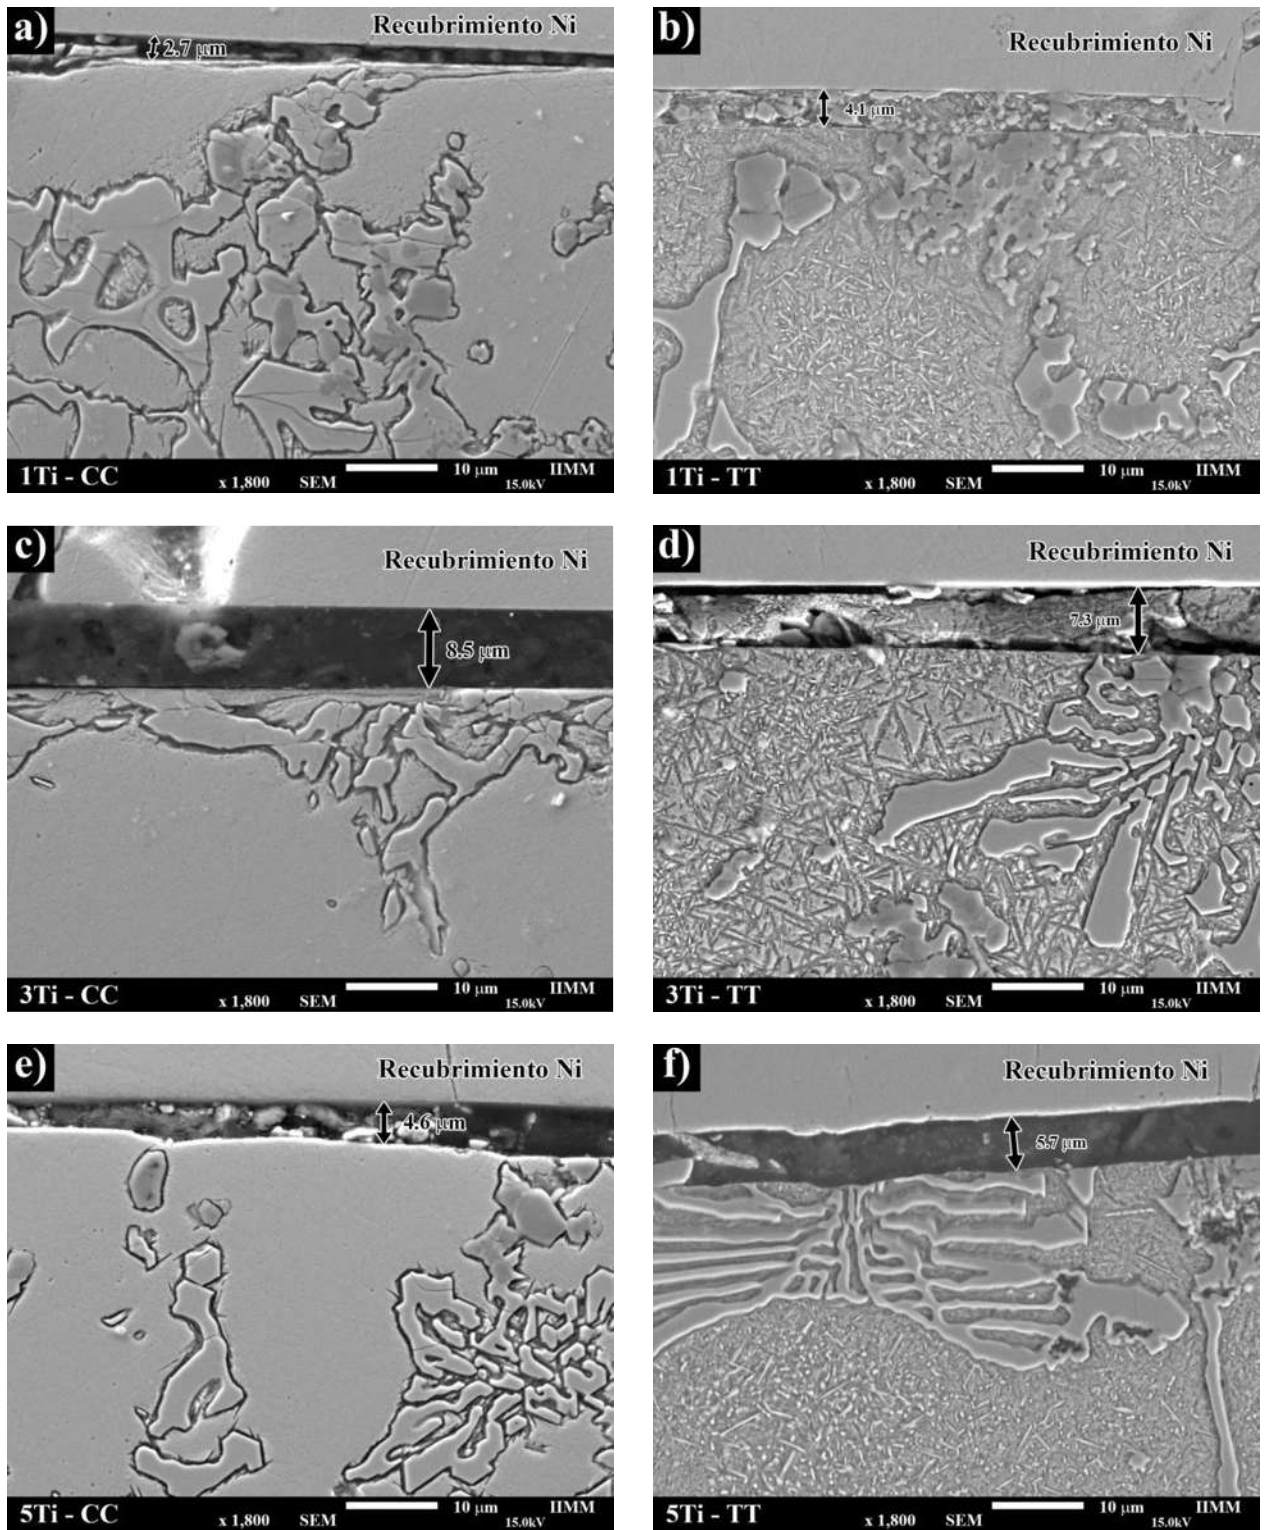 a)
Recubrimiento Ni
2.7 µm
1Ti - CC
x 1,800 SEM
10 µm
15.0kV
IIMM
b)
Recubrimiento Ni
4.1 µm
1Ti - TT
x 1,800 SEM
10 µm
15.0kV
IIMM
c)
Recubrimiento Ni
8.5 µm
3Ti - CC
x 1,800 SEM
10 µm
15.0kV
IIMM
d)
Recubrimiento Ni
7.3 µm
3Ti - TT
x 1,800 SEM
10 µm
15.0kV
IIMM
e)
Recubrimiento Ni
4.6 µm
5Ti - CC
x 1,800 SEM
10 µm
15.0kV
IIMM
f)
Recubrimiento Ni
5.7 µm
5Ti - TT
x 1,800 SEM
10 µm
15.0kV
IIMM